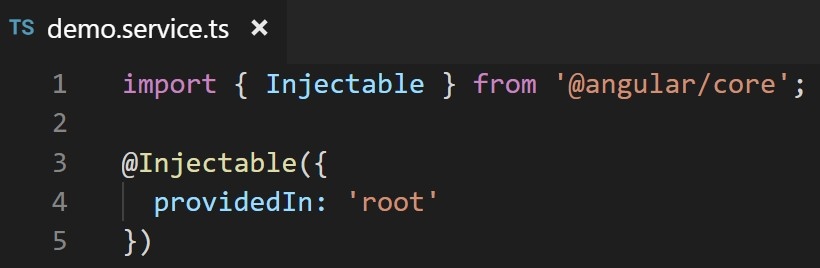 TS demo.service.ts ×
1 import { Injectable } from '@angular/core';
2
3 @Injectable({
4   providedIn: 'root'
5 })